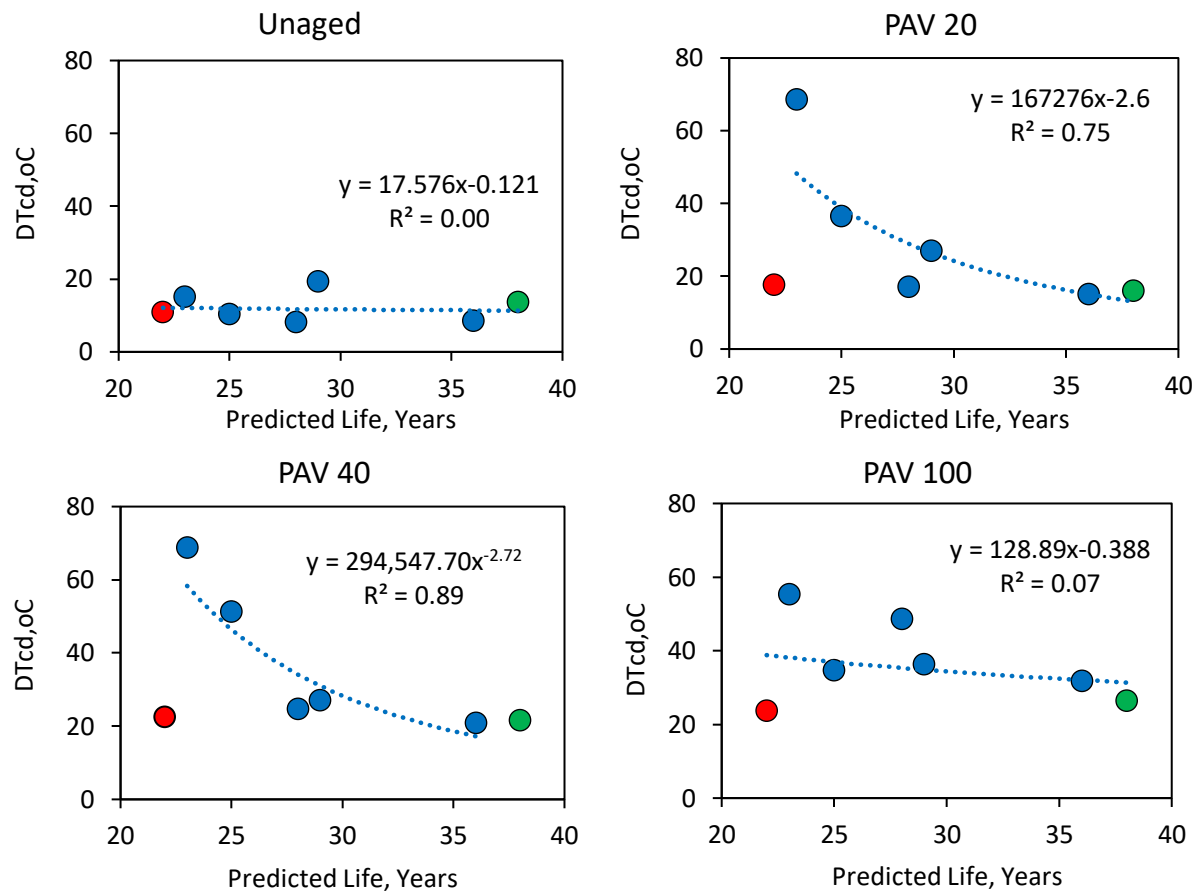 Unaged
80
60
40
20
0
DTcd,oC
y = 17.576x-0.121
R² = 0.00
20 25 30 35 40
Predicted Life, Years
PAV 20
80
60
40
20
0
DTcd,oC
y = 167276x-2.6
R² = 0.75
20 25 30 35 40
Predicted Life, Years
PAV 40
80
60
40
20
0
DTcd,oC
y = 294,547.70x⁻²·⁷²
R² = 0.89
20 25 30 35 40
Predicted Life, Years
PAV 100
80
60
40
20
0
DTcd,oC
y = 128.89x-0.388
R² = 0.07
20 25 30 35 40
Predicted Life, Years